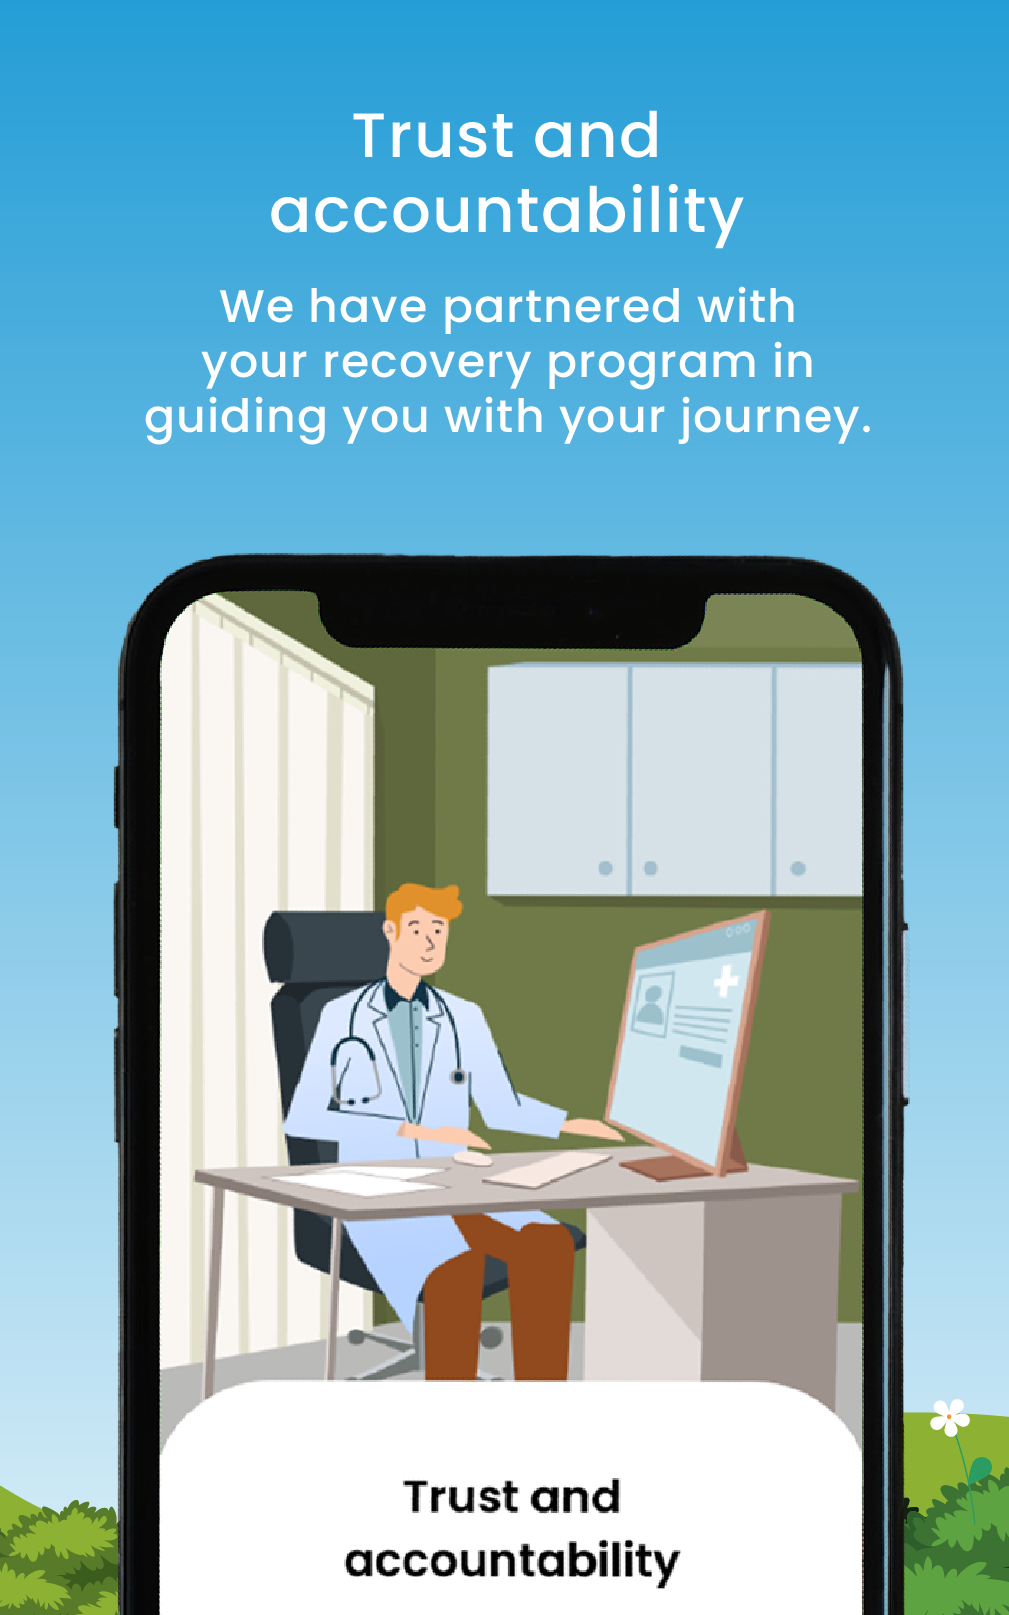 Trust and
accountability
We have partnered with
your recovery program in
guiding you with your journey.
Trust and
accountability